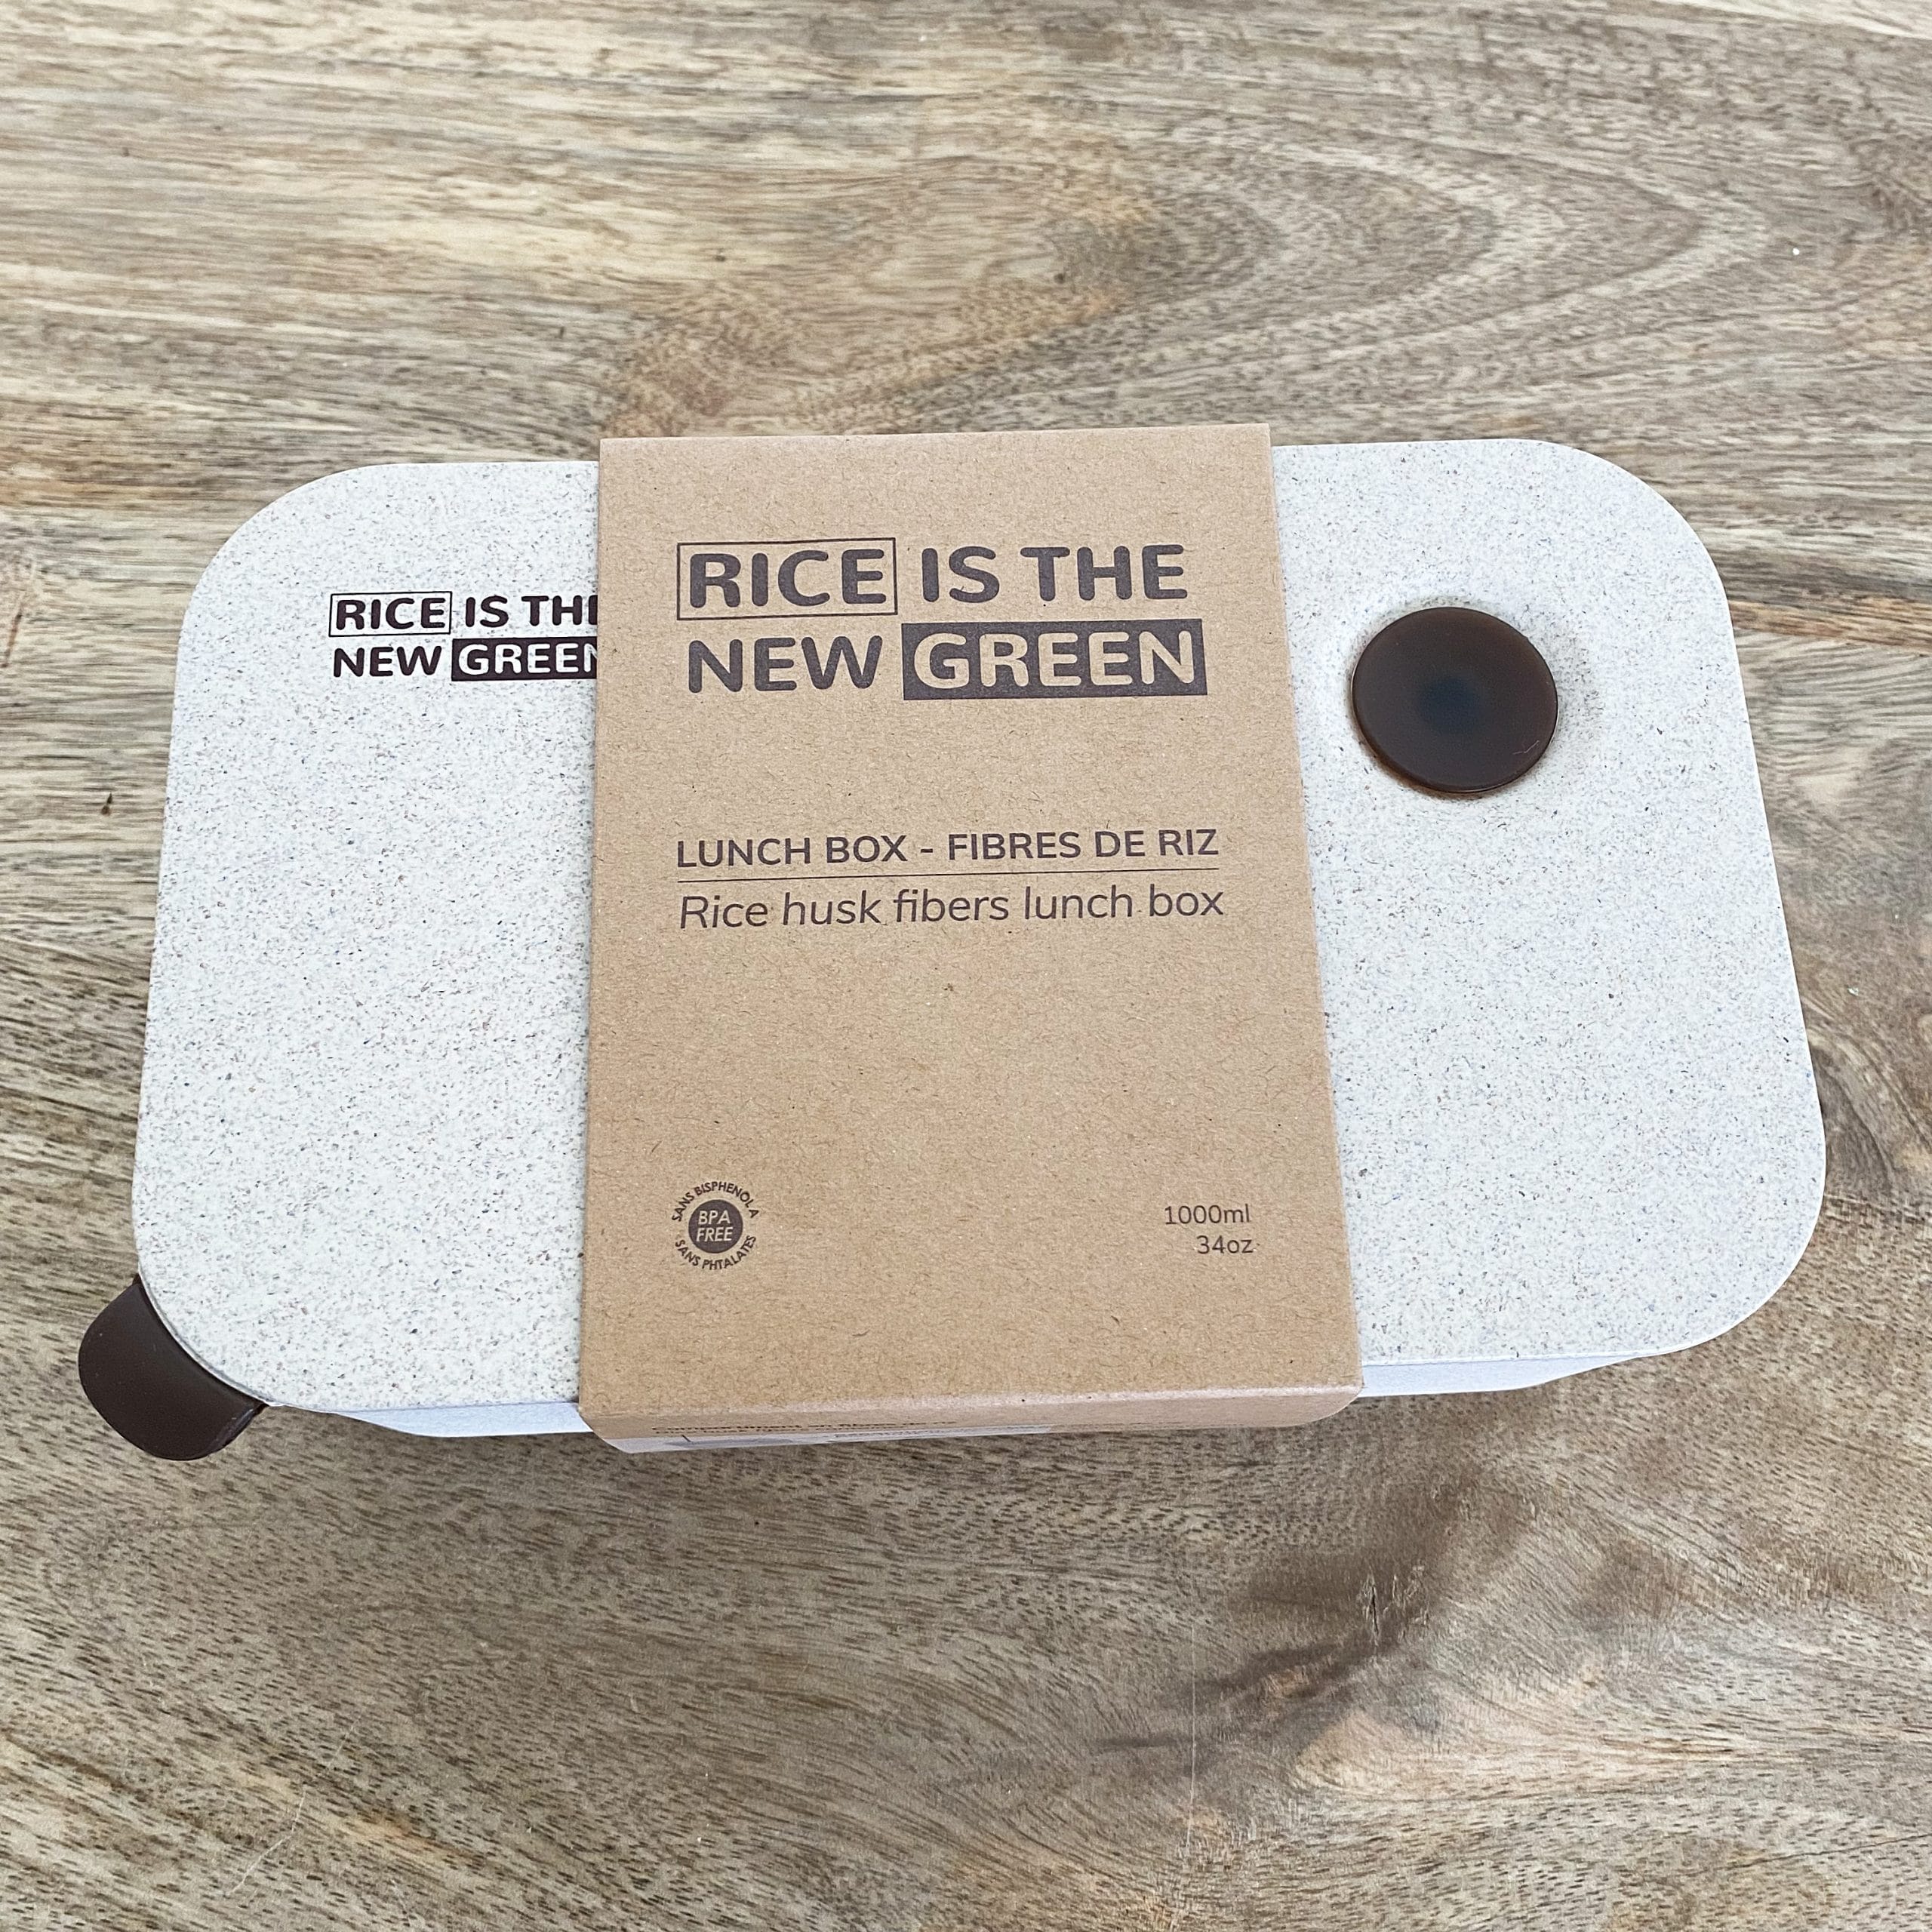 RICE IS THE
NEW GREEN
RICE IS THE
NEW GREEN
LUNCH BOX - FIBRES DE RIZ
Rice husk fibers lunch box
SANS BISPHENOL A
BPA
FREE
SANS PHTALATES
1000ml
34oz